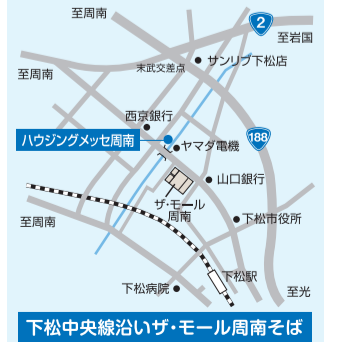 至周南
2
至岩国
サンリブ下松店
末武交差点
至周南
西京銀行
188
ハウジングメッセ周南
ヤマダ電機
山口銀行
ザ・モール
周南
下松市役所
至周南
下松駅
下松病院
至光
下松中央線沿いザ・モール周南そば